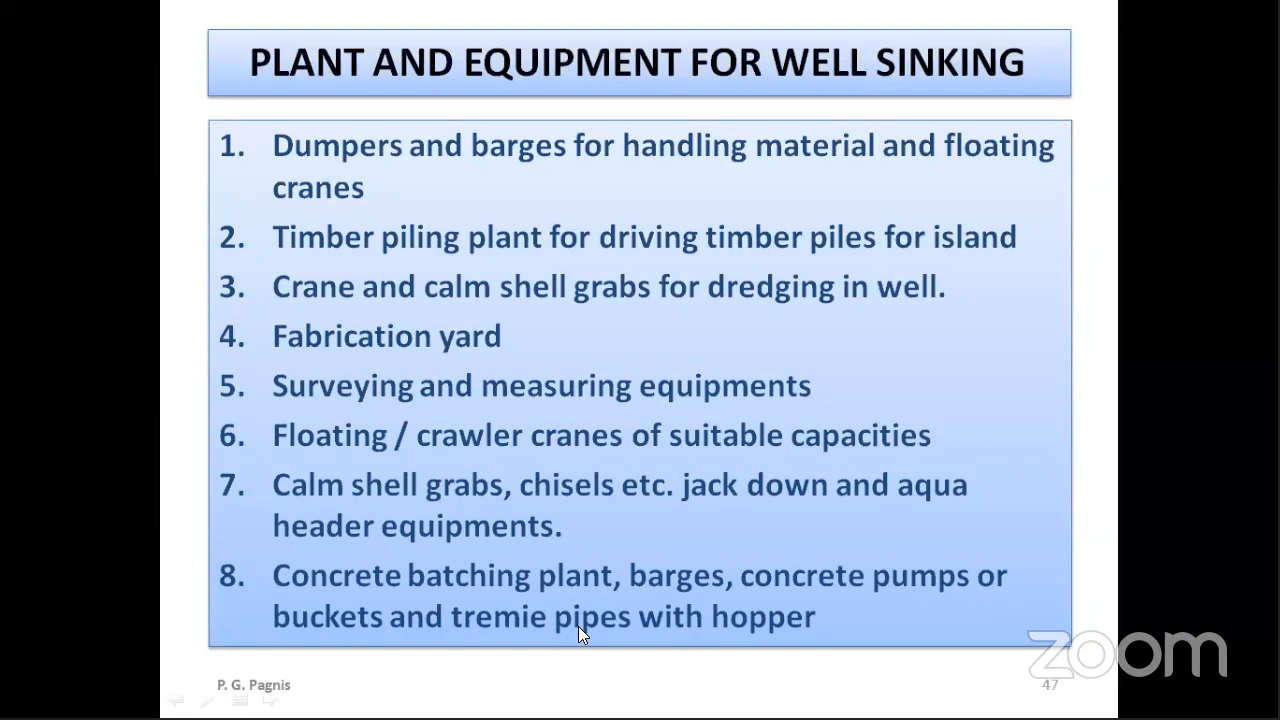 PLANT AND EQUIPMENT FOR WELL SINKING
1. Dumpers and barges for handling material and floating
cranes
2. Timber piling plant for driving timber piles for island
3. Crane and calm shell grabs for dredging in well.
4. Fabrication yard
5. Surveying and measuring equipments
6. Floating / crawler cranes of suitable capacities
7. Calm shell grabs, chisels etc. jack down and aqua
header equipments.
8. Concrete batching plant, barges, concrete pumps or
buckets and tremie pipes with hopper
P. G. Pagnis
47
zoom